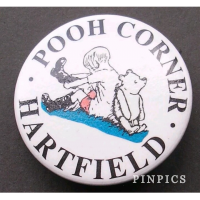 · POOH CORNER ·
HARTFIELD
PINPICS